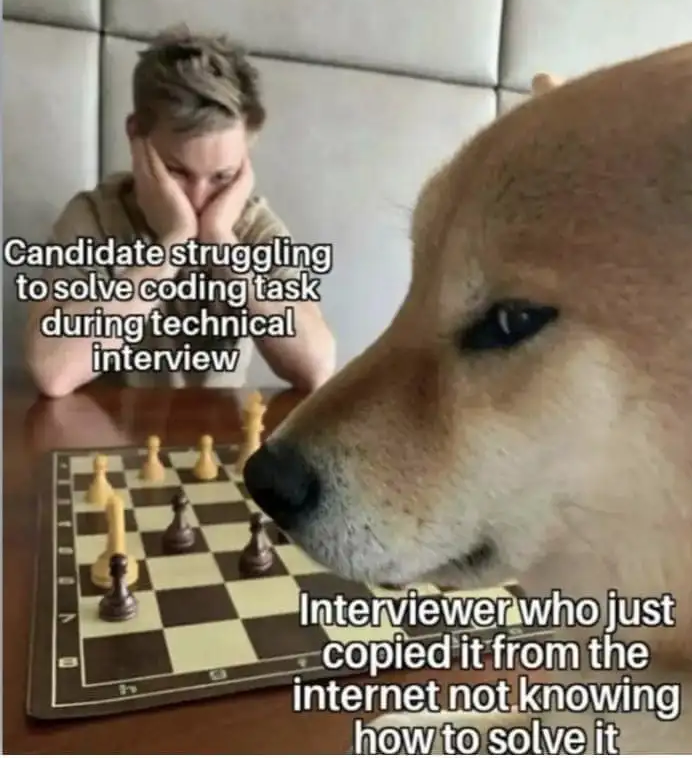 Candidate struggling
to solve coding task
during technical
interview
Interviewer who just
copied it from the
internet not knowing
how to solve it